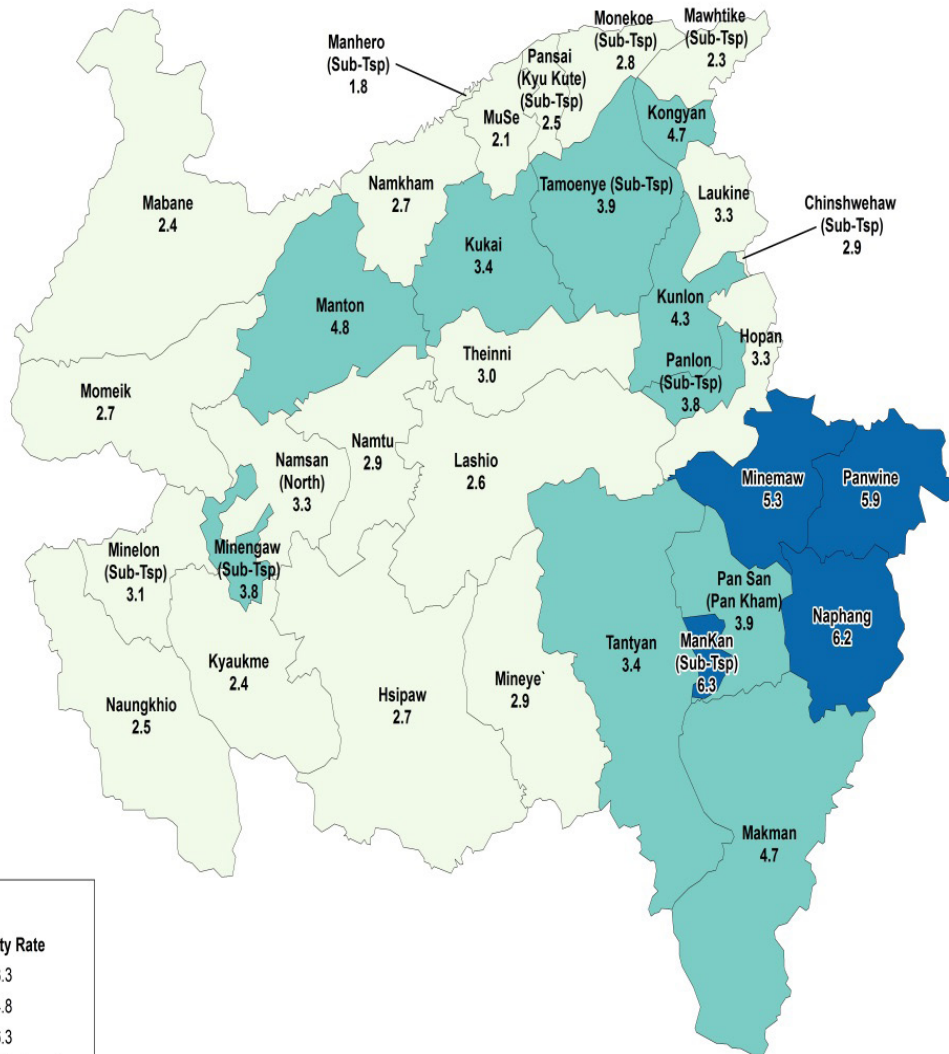 Monekoe
(Sub-Tsp)
2.8
Mawhtike
(Sub-Tsp)
2.3
Manhero
(Sub-Tsp)
1.8
Pansai
(Kyu Kute)
(Sub-Tsp)
2.5
MuSe
2.1
Kongyan
4.7
Mabane
2.4
Namkham
2.7
Tamoenye (Sub-Tsp)
3.9
Laukine
3.3
Chinshwehaw
(Sub-Tsp)
2.9
Kukai
3.4
Manton
4.8
Kunlon
4.3
Hopan
3.3
Theinni
3.0
Panlon
(Sub-Tsp)
3.8
Momeik
2.7
Namtu
2.9
Namsan
(North)
3.3
Lashio
2.6
Minemaw
5.3
Panwine
5.9
Minelon
(Sub-Tsp)
3.1
Minengaw
(Sub-Tsp)
3.8
Pan San
(Pan Kham)
3.9
Naphang
6.2
ManKan
(Sub-Tsp)
6.3
Tantyan
3.4
Kyaukme
2.4
Mineye`
2.9
Hsipaw
2.7
Naungkhio
2.5
Makman
4.7
ty Rate
.3
.8
.3